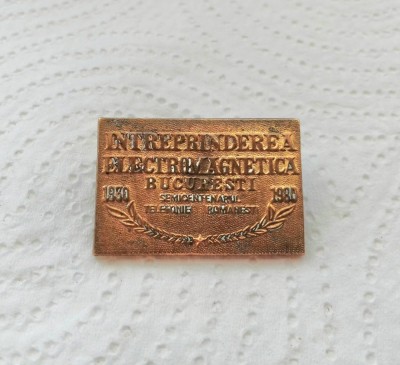 INTREPRINDEREA
ELECTROMAGNETICA
BUCUREȘTI
1930 SEMICENTENARUL 1980
TELEFONIEI ROMANEȘTI